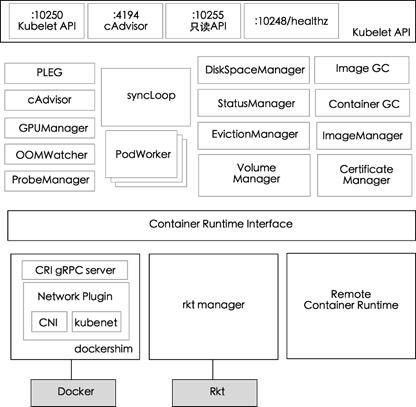 :10250
Kubelet API
:4194
cAdvisor
:10255
只读API
:10248/healthz
Kubelet API
PLEG
cAdvisor
GPUManager
OOMWatcher
ProbeManager
syncLoop
PodWorker
DiskSpaceManager
StatusManager
EvictionManager
Volume
Manager
Image GC
Container GC
ImageManager
Certificate
Manager
Container Runtime Interface
CRI gRPC server
Network Plugin
CNI
kubenet
dockershim
rkt manager
Remote
Container Runtime
Docker
Rkt